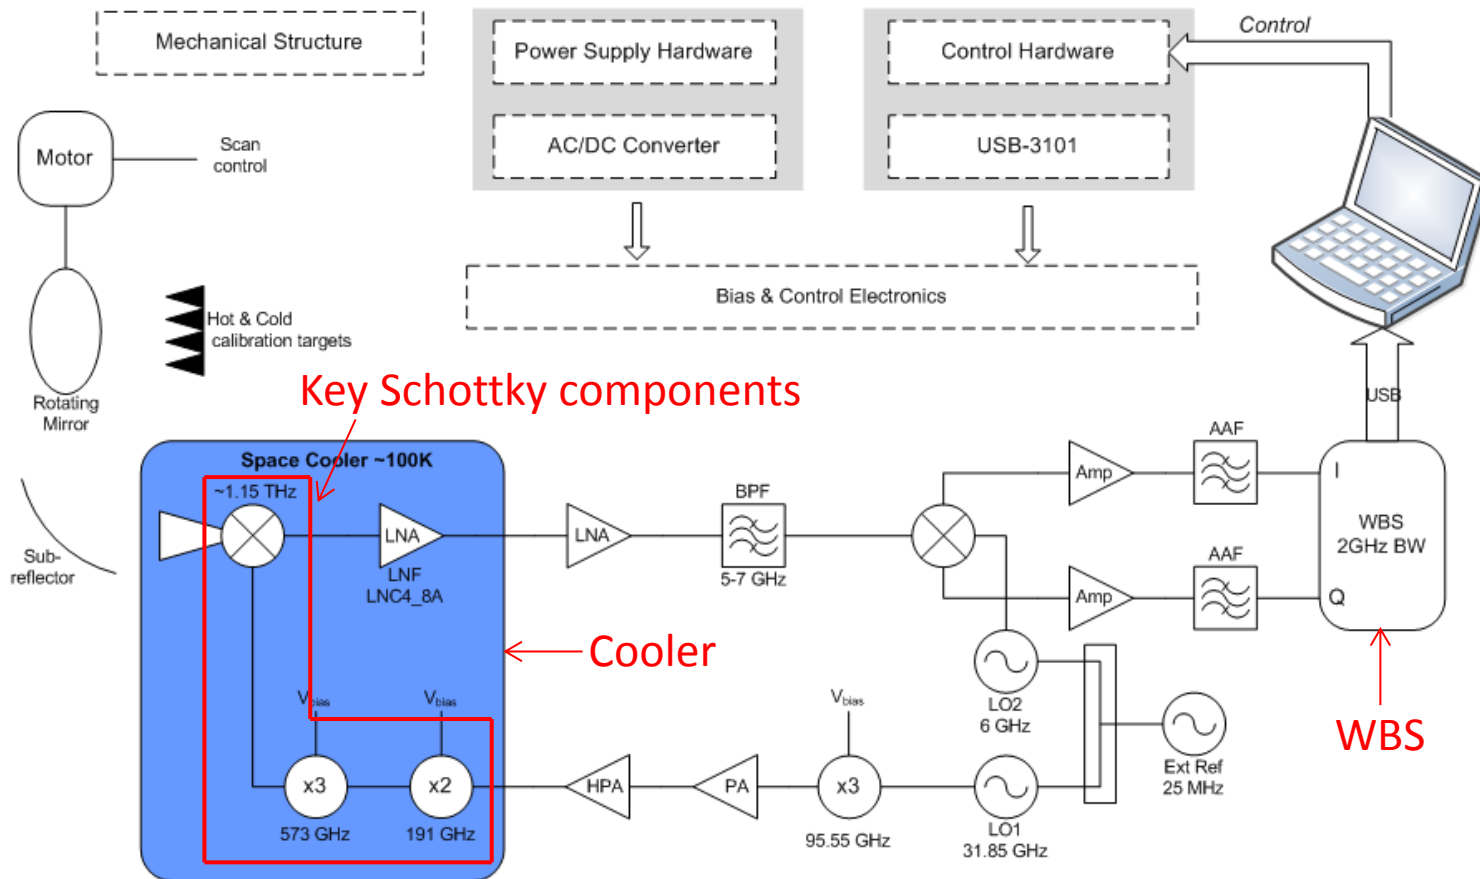 Mechanical Structure
Power Supply Hardware
AC/DC Converter
Control Hardware
USB-3101
Control
Motor
Scan
control
Bias & Control Electronics
Hot & Cold
calibration targets
Rotating
Mirror
Key Schottky components
USB
Space Cooler ~100K
~1.15 THz
LNA
LNF
LNC4_8A
LNA
BPF
5-7 GHz
Amp
AAF
Amp
AAF
I
WBS
2GHz BW
Q
Sub-
reflector
Cooler
LO2
6 GHz
WBS
Vbias
x3
573 GHz
Vbias
x2
191 GHz
HPA
PA
Vbias
x3
95.55 GHz
LO1
31.85 GHz
Ext Ref
25 MHz